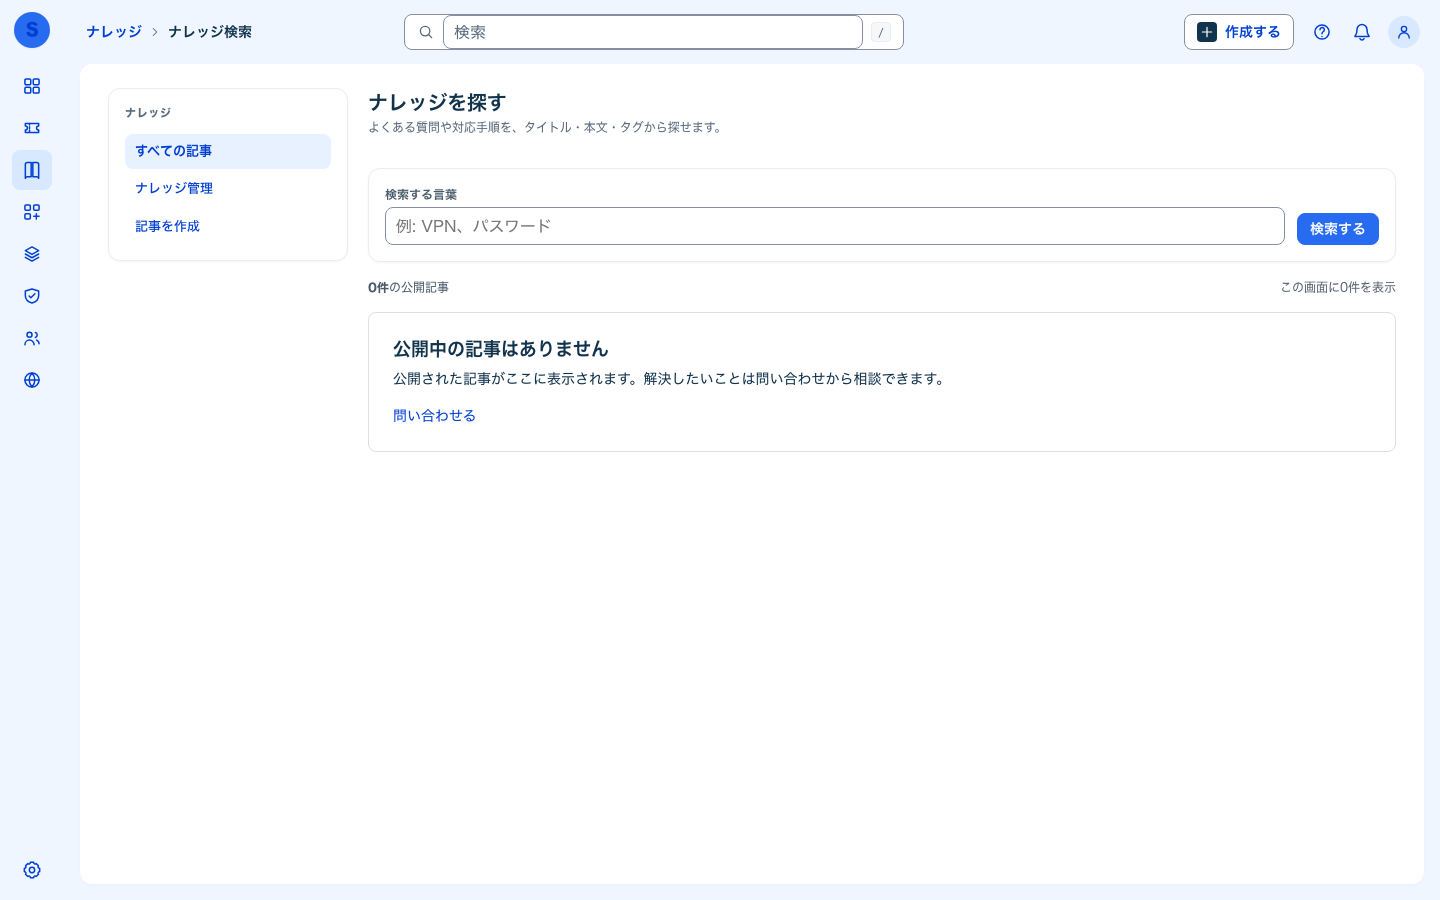 S
ナレッジ > ナレッジ検索
検索
/
作成する
ナレッジ
すべての記事
ナレッジ管理
記事を作成
ナレッジを探す
よくある質問や対応手順を、タイトル・本文・タグから探せます。
検索する言葉
例: VPN、パスワード
検索する
0件の公開記事
この画面に0件を表示
公開中の記事はありません
公開された記事がここに表示されます。解決したいことは問い合わせから相談できます。
問い合わせる